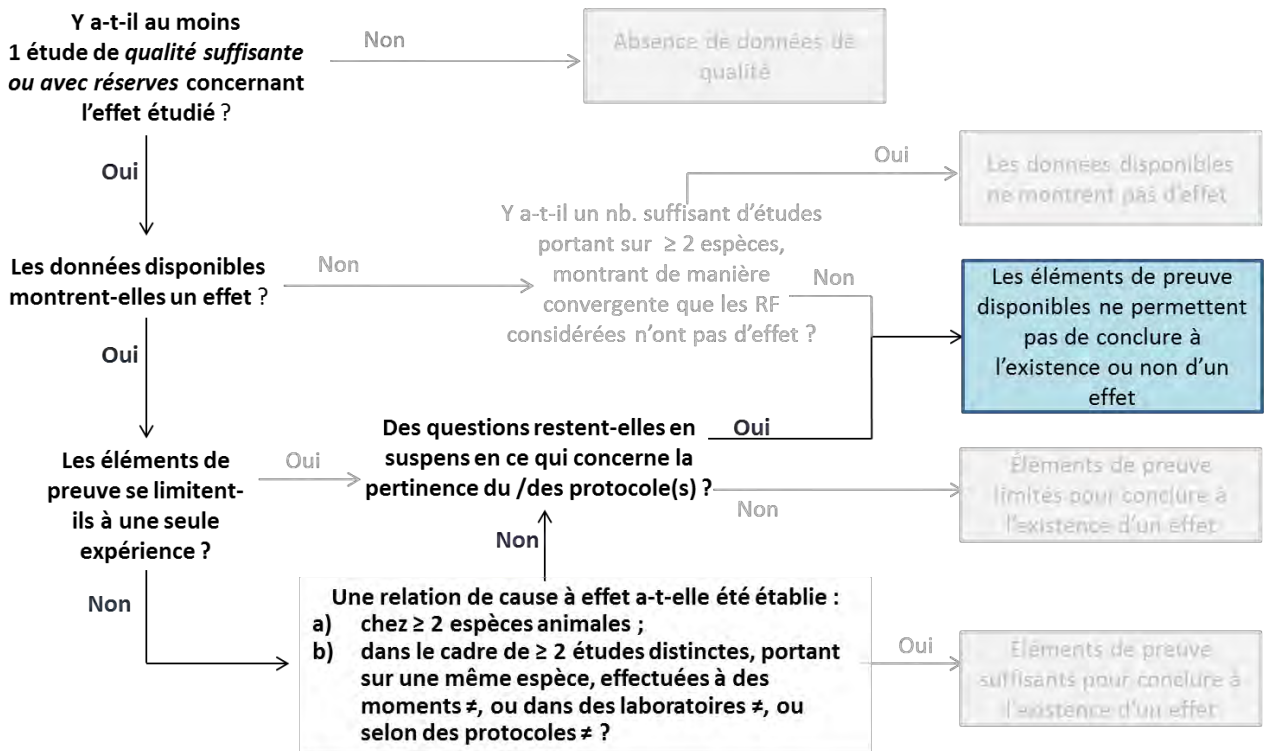 Y a-t-il au moins
1 étude de qualité suffisante
ou avec réserves concernant
l'effet étudié ?
Non
Absence de données de
qualité
Oui
Oui
Les données disponibles
ne montrent pas d'effet
Y a-t-il un nb. suffisant d'études
portant sur ≥ 2 espèces,
montrant de manière
convergente que les RF
considérées n'ont pas d'effet ?
Les données disponibles
montrent-elles un effet ?
Non
Non
Les éléments de preuve
disponibles ne permettent
pas de conclure à
l'existence ou non d'un
effet
Oui
Des questions restent-elles en
suspens en ce qui concerne la
pertinence du /des protocole(s) ?
Oui
Les éléments de
preuve se limitent-
ils à une seule
expérience ?
Oui
Non
Éléments de preuve
limités pour conclure à
l'existence d'un effet
Non
Non
Une relation de cause à effet a-t-elle été établie :
a) chez ≥ 2 espèces animales ;
b) dans le cadre de ≥ 2 études distinctes, portant
sur une même espèce, effectuées à des
moments ≠, ou dans des laboratoires ≠, ou
selon des protocoles ≠ ?
Oui
Éléments de preuve
suffisants pour conclure à
l'existence d'un effet